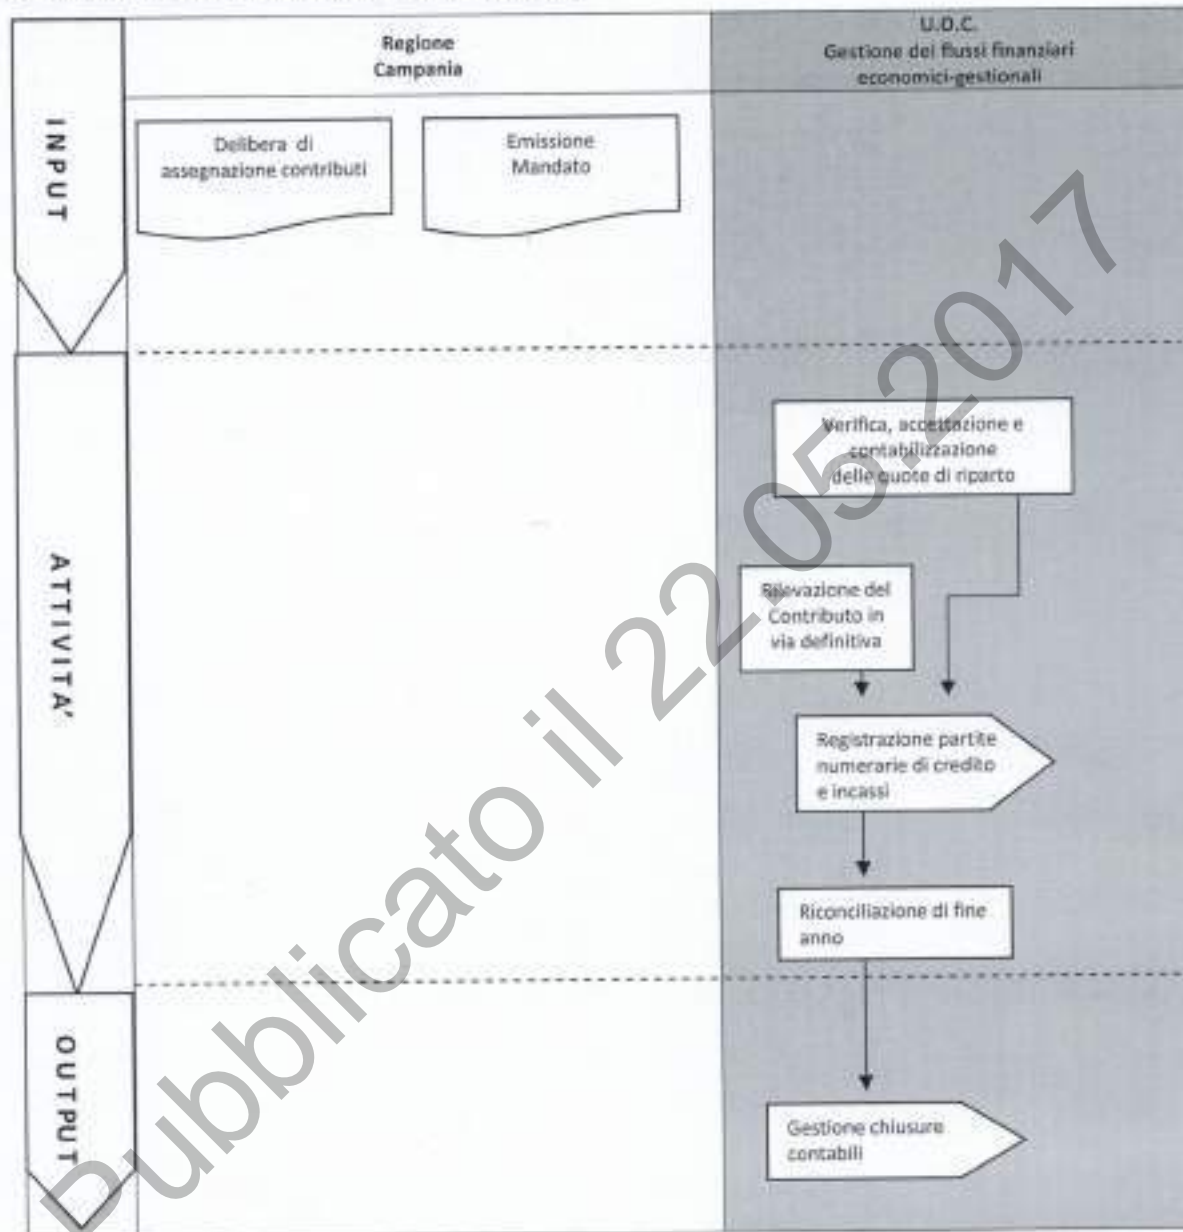 Regione
Campania
U.O.C.
Gestione dei flussi finanziari
economici-gestionali
INPUT
Delibera di
assegnazione contributi
Emissione
Mandato
ATTIVITA'
Verifica, accettazione e
contabilizzazione
delle quote di riparto
Rilevazione del
Contributo in
via definitiva
Registrazione partite
numerarie di credito
e incassi
Riconciliazione di fine
anno
OUTPUT
Gestione chiusure
contabili
Pubblicato il 22.05.2017